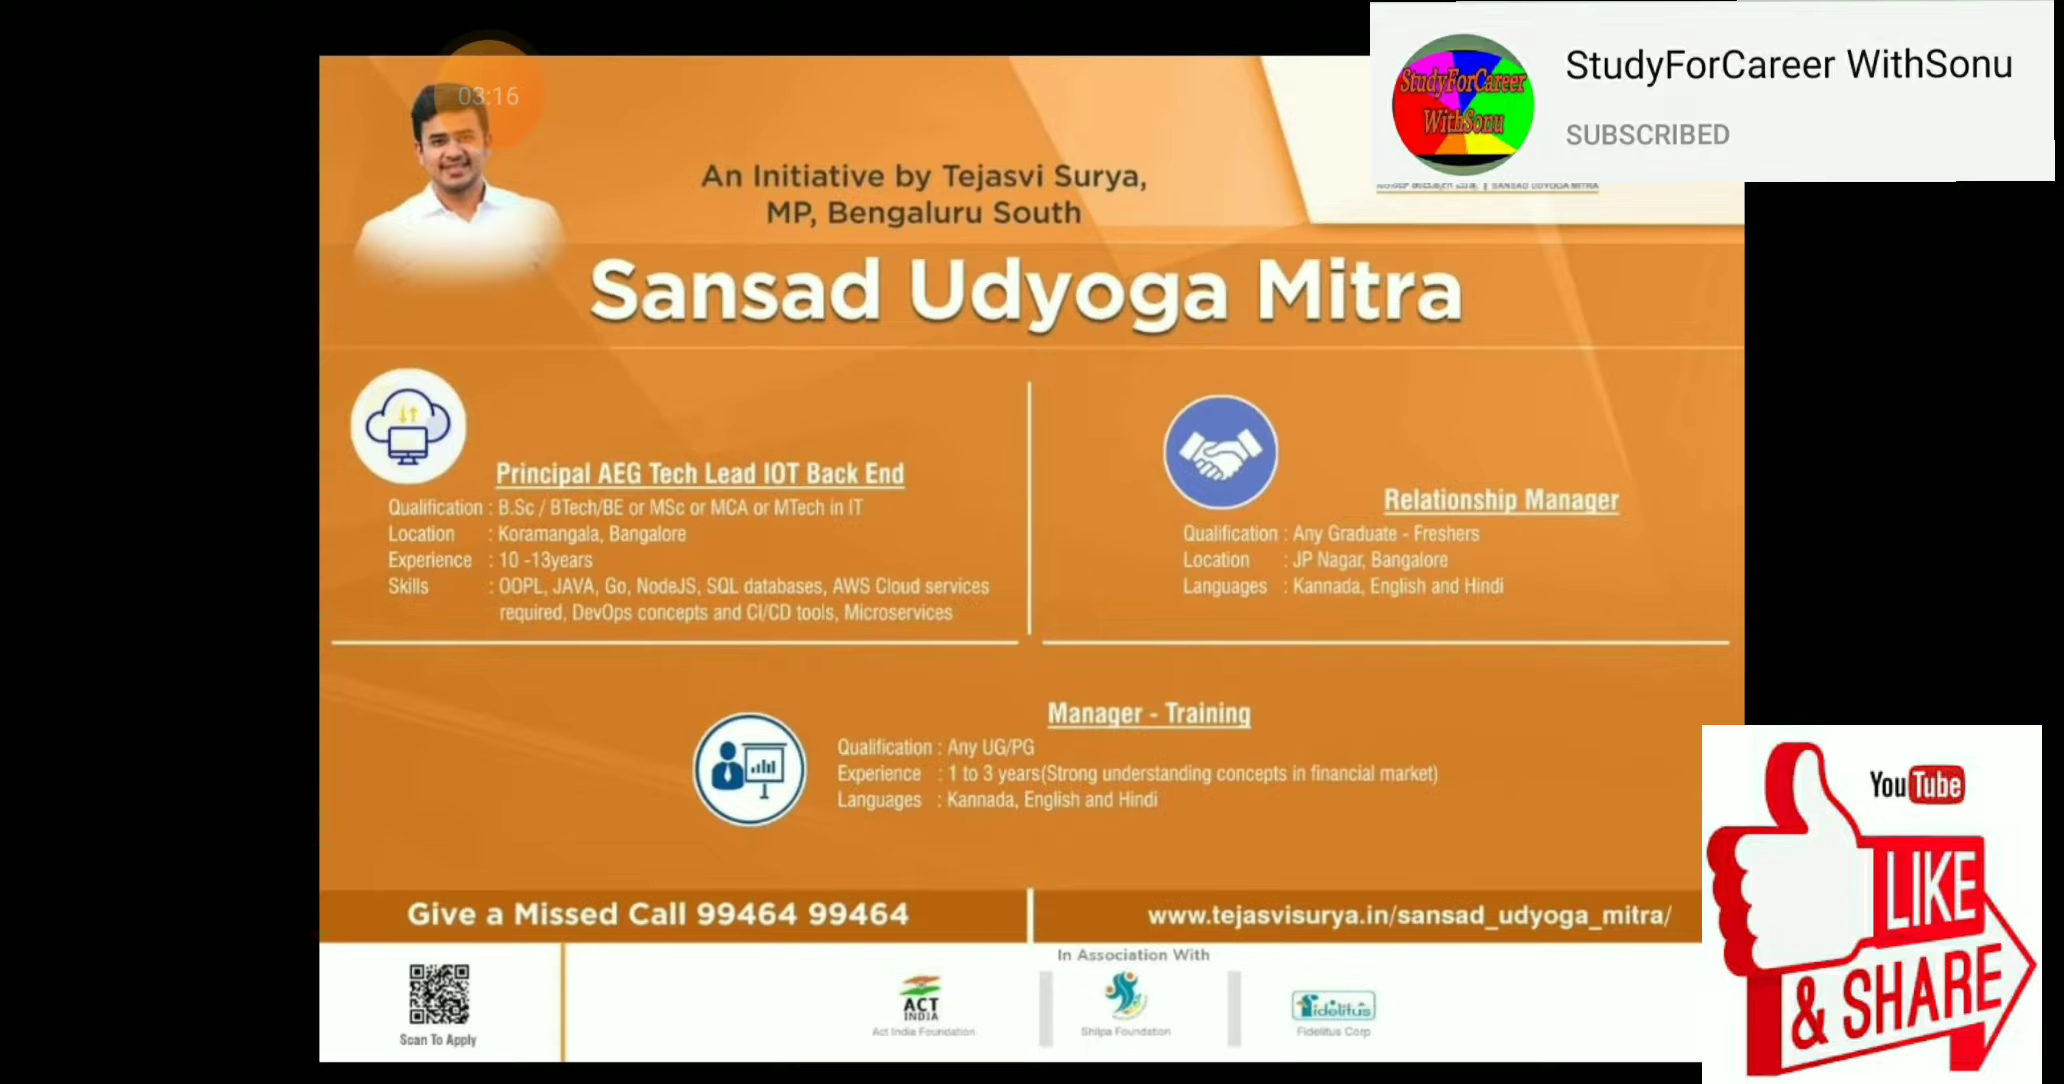 StudyForCareer WithSonu
SUBSCRIBED
StudyForCareer
WithSonu
03:16
An Initiative by Tejasvi Surya,
MP, Bengaluru South
SANSAD UDYOGA MITRA
Sansad Udyoga Mitra
Principal AEG Tech Lead IOT Back End
Qualification : B.Sc / BTech/BE or MSc or MCA or MTech in IT
Location : Koramangala, Bangalore
Experience : 10 -13years
Skills : OOPL, JAVA, Go, NodeJS, SQL databases, AWS Cloud services
required, DevOps concepts and CI/CD tools, Microservices
Relationship Manager
Qualification : Any Graduate - Freshers
Location : JP Nagar, Bangalore
Languages : Kannada, English and Hindi
Manager - Training
Qualification : Any UG/PG
Experience : 1 to 3 years(Strong understanding concepts in financial market)
Languages : Kannada, English and Hindi
Give a Missed Call 99464 99464
www.tejasvisurya.in/sansad_udyoga_mitra/
In Association With
Scan To Apply
ACT
INDIA
Act India Foundation
Shilpa Foundation
Fidelitus
Fidelitus Corp
YouTube
LIKE
& SHARE